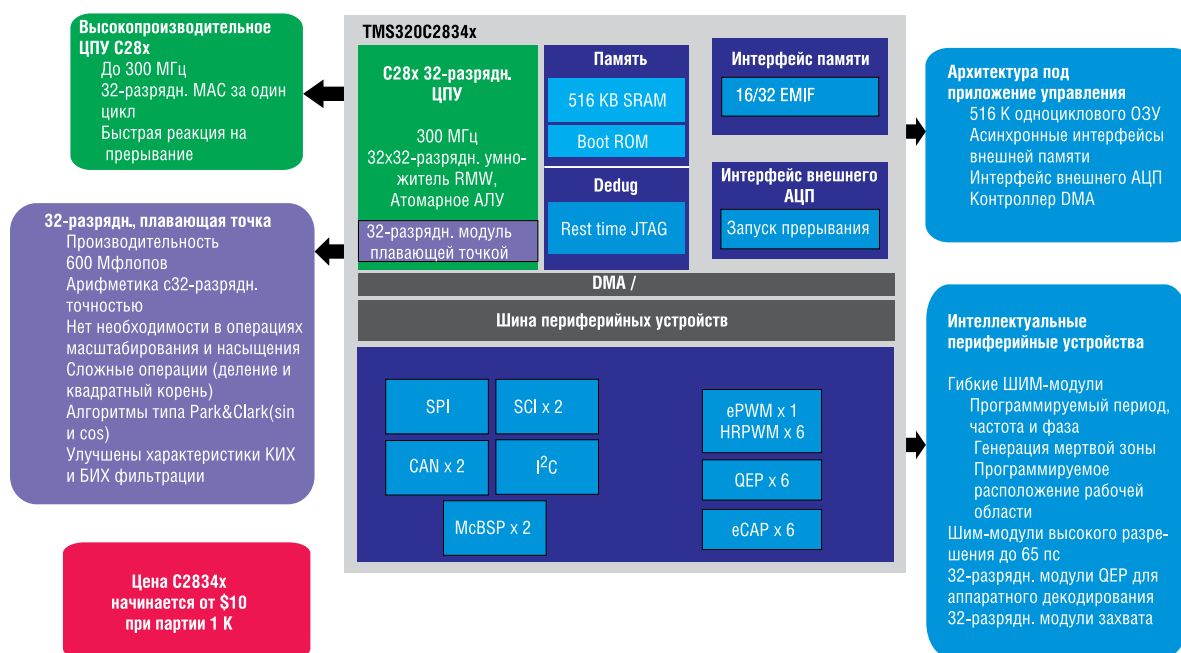 Высокопроизводительное
ЦПУ C28x
До 300 МГц
32-разрядн. MAC за один
цикл
Быстрая реакция на
прерывание
32-разрядн., плавающая точка
Производительность
600 Мфлопов
Арифметика с32-разрядн.
точностью
Нет необходимости в операциях
масштабирования и насыщения
Сложные операции (деление и
квадратный корень)
Алгоритмы типа Park&Clark(sin
и cos)
Улучшены характеристики КИХ
и БИХ фильтрации
Цена C2834x
начинается от $10
при партии 1 К
TMS320C2834x
C28x 32-разрядн.
ЦПУ
300 МГц
32x32-разрядн. умно-
житель RMW,
Атомарное АЛУ
32-разрядн. модуль
плавающей точкой
Память
516 KB SRAM
Boot ROM
Dedug
Rest time JTAG
Интерфейс памяти
16/32 EMIF
Интерфейс внешнего
АЦП
Запуск прерывания
DMA /
Шина периферийных устройств
SPI
SCI x 2
CAN x 2
I²C
McBSP x 2
ePWM x 1
HRPWM x 6
QEP x 6
eCAP x 6
Архитектура под
приложение управления
516 К одноциклового ОЗУ
Асинхронные интерфейсы
внешней памяти
Интерфейс внешнего АЦП
Контроллер DMA
Интеллектуальные
периферийные устройства
Гибкие ШИМ-модули
Программируемый период,
частота и фаза
Генерация мертвой зоны
Программируемое
расположение рабочей
области
Шим-модули высокого разре-
шения до 65 пс
32-разрядн. модули QEP для
аппаратного декодирования
32-разрядн. модули захвата